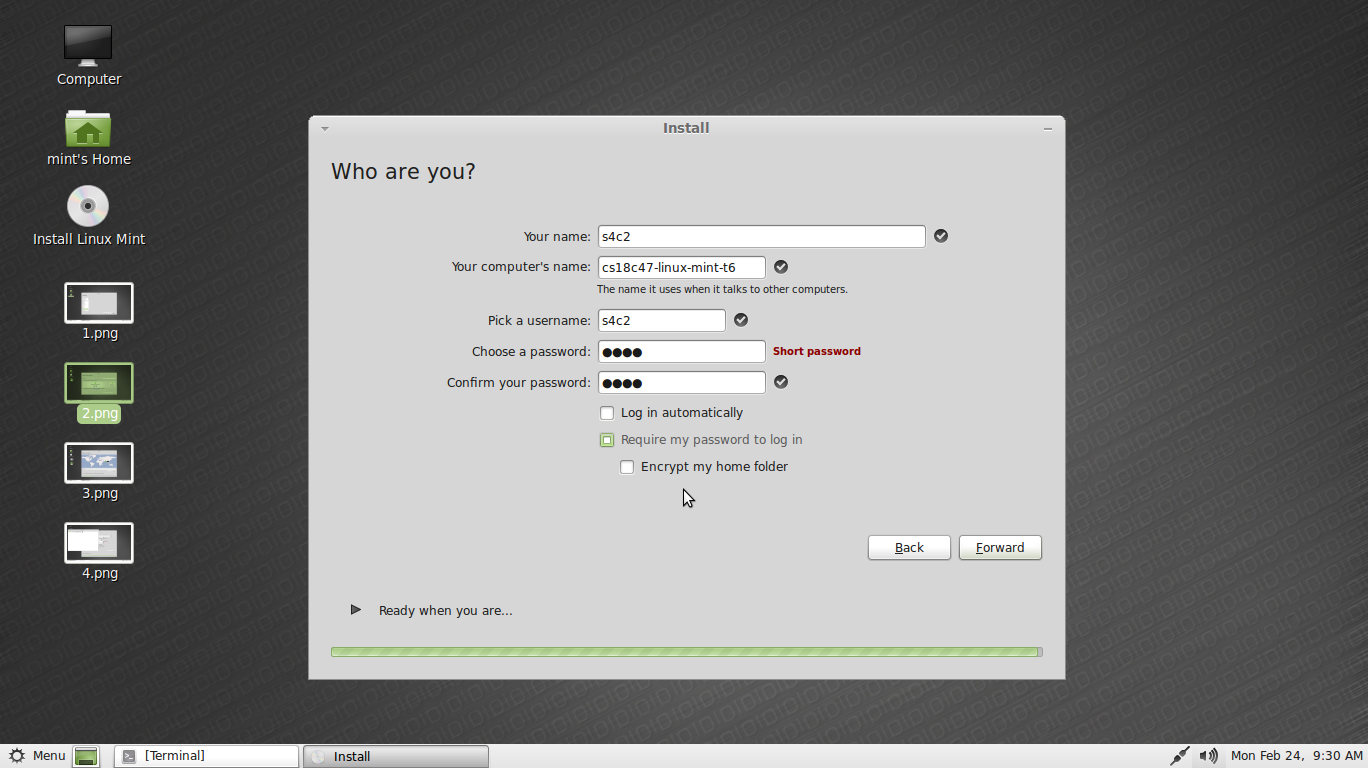 Computer
mint's Home
Install Linux Mint
1.png
2.png
3.png
4.png
Install
Who are you?
Your name: s4c2
Your computer's name: cs18c47-linux-mint-t6
The name it uses when it talks to other computers.
Pick a username: s4c2
Choose a password: ●●●● Short password
Confirm your password: ●●●●
Log in automatically
Require my password to log in
Encrypt my home folder
Back Forward
Ready when you are...
Menu [Terminal] Install Mon Feb 24, 9:30 AM